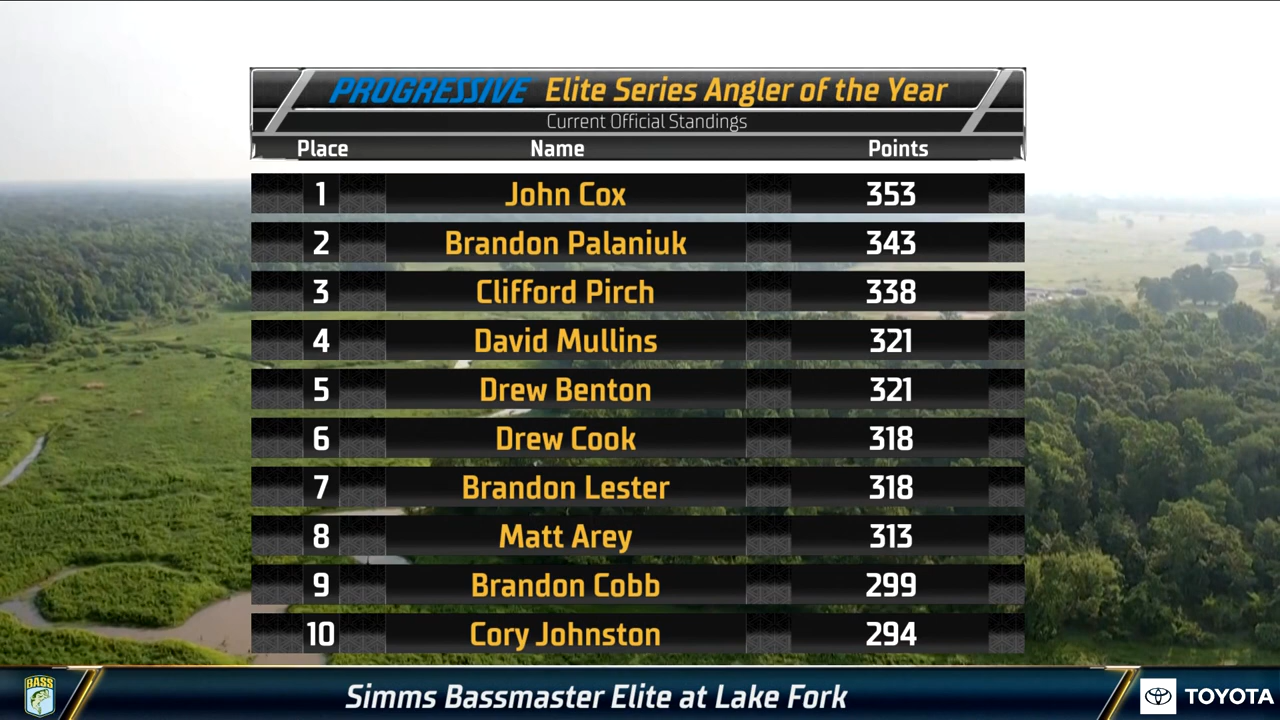 PROGRESSIVE Elite Series Angler of the Year
Current Official Standings
Place Name Points
1 John Cox 353
2 Brandon Palaniuk 343
3 Clifford Pirch 338
4 David Mullins 321
5 Drew Benton 321
6 Drew Cook 318
7 Brandon Lester 318
8 Matt Arey 313
9 Brandon Cobb 299
10 Cory Johnston 294
BASS Simms Bassmaster Elite at Lake Fork TOYOTA